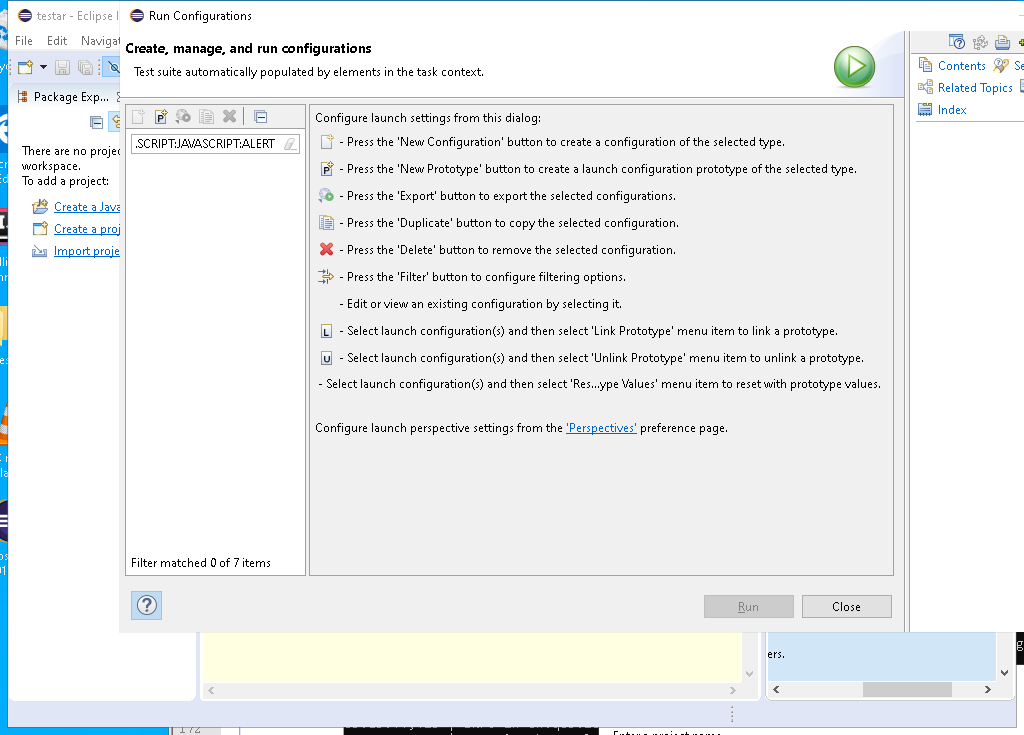 testar - Eclipse
Run Configurations
File Edit
Create, manage, and run configurations
Test suite automatically populated by elements in the task context.
Contents
Package Exp...
Related Topics
Index
.SCRIPT:JAVASCRIPT:ALERT
There are no
workspace.
To add a project:
Create a Java
Create a
Import
Configure launch settings from this dialog:
- Press the 'New Configuration' button to create a configuration of the selected type.
P - Press the 'New Prototype' button to create a launch configuration prototype of the selected type.
- Press the 'Export' button to export the selected configurations.
- Press the 'Duplicate' button to copy the selected configuration.
- Press the 'Delete' button to remove the selected configuration.
- Press the 'Filter' button to configure filtering options.
- Edit or view an existing configuration by selecting it.
L - Select launch configuration(s) and then select 'Link Prototype' menu item to link a prototype.
U - Select launch configuration(s) and then select 'Unlink Prototype' menu item to unlink a prototype.
- Select launch configuration(s) and then select 'Res...ype Values' menu item to reset with prototype values.
Configure launch perspective settings from the 'Perspectives' preference page.
Filter matched 0 of 7 items
?
Run
Close
ers.
172